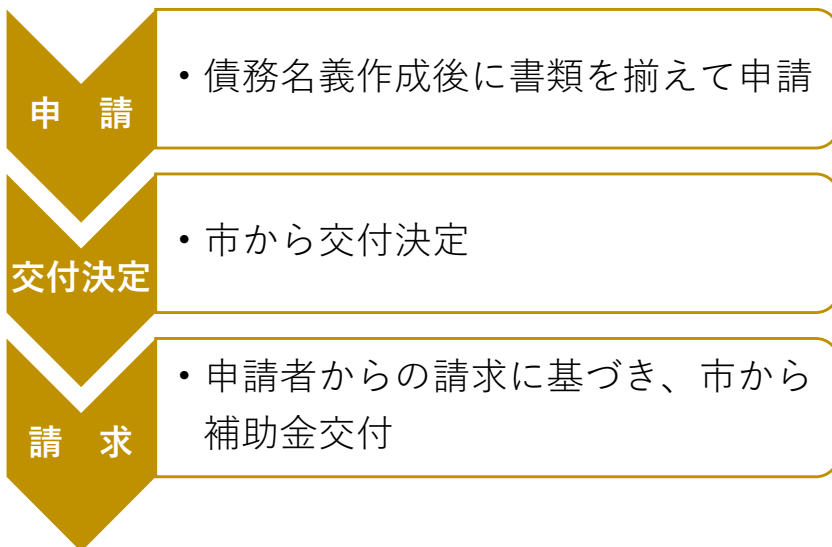 申　請
・債務名義作成後に書類を揃えて申請
交付決定
・市から交付決定
請　求
・申請者からの請求に基づき、市から
補助金交付